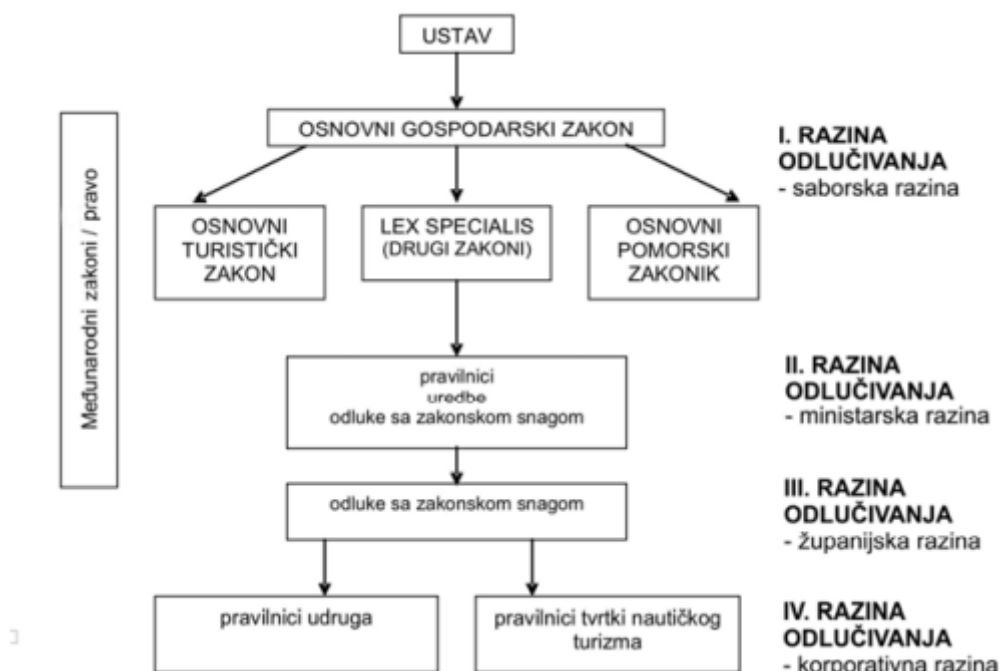 USTAV
OSNOVNI GOSPODARSKI ZAKON
I. RAZINA
ODLUČIVANJA
- saborska razina
Međunarodni zakoni / pravo
OSNOVNI
TURISTIČKI
ZAKON
LEX SPECIALIS
(DRUGI ZAKONI)
OSNOVNI
POMORSKI
ZAKONIK
pravilnici
uredbe
odluke sa zakonskom snagom
II. RAZINA
ODLUČIVANJA
- ministarska razina
odluke sa zakonskom snagom
III. RAZINA
ODLUČIVANJA
- županijska razina
pravilnici udruga
pravilnici tvrtki nautičkog
turizma
IV. RAZINA
ODLUČIVANJA
- korporativna razina